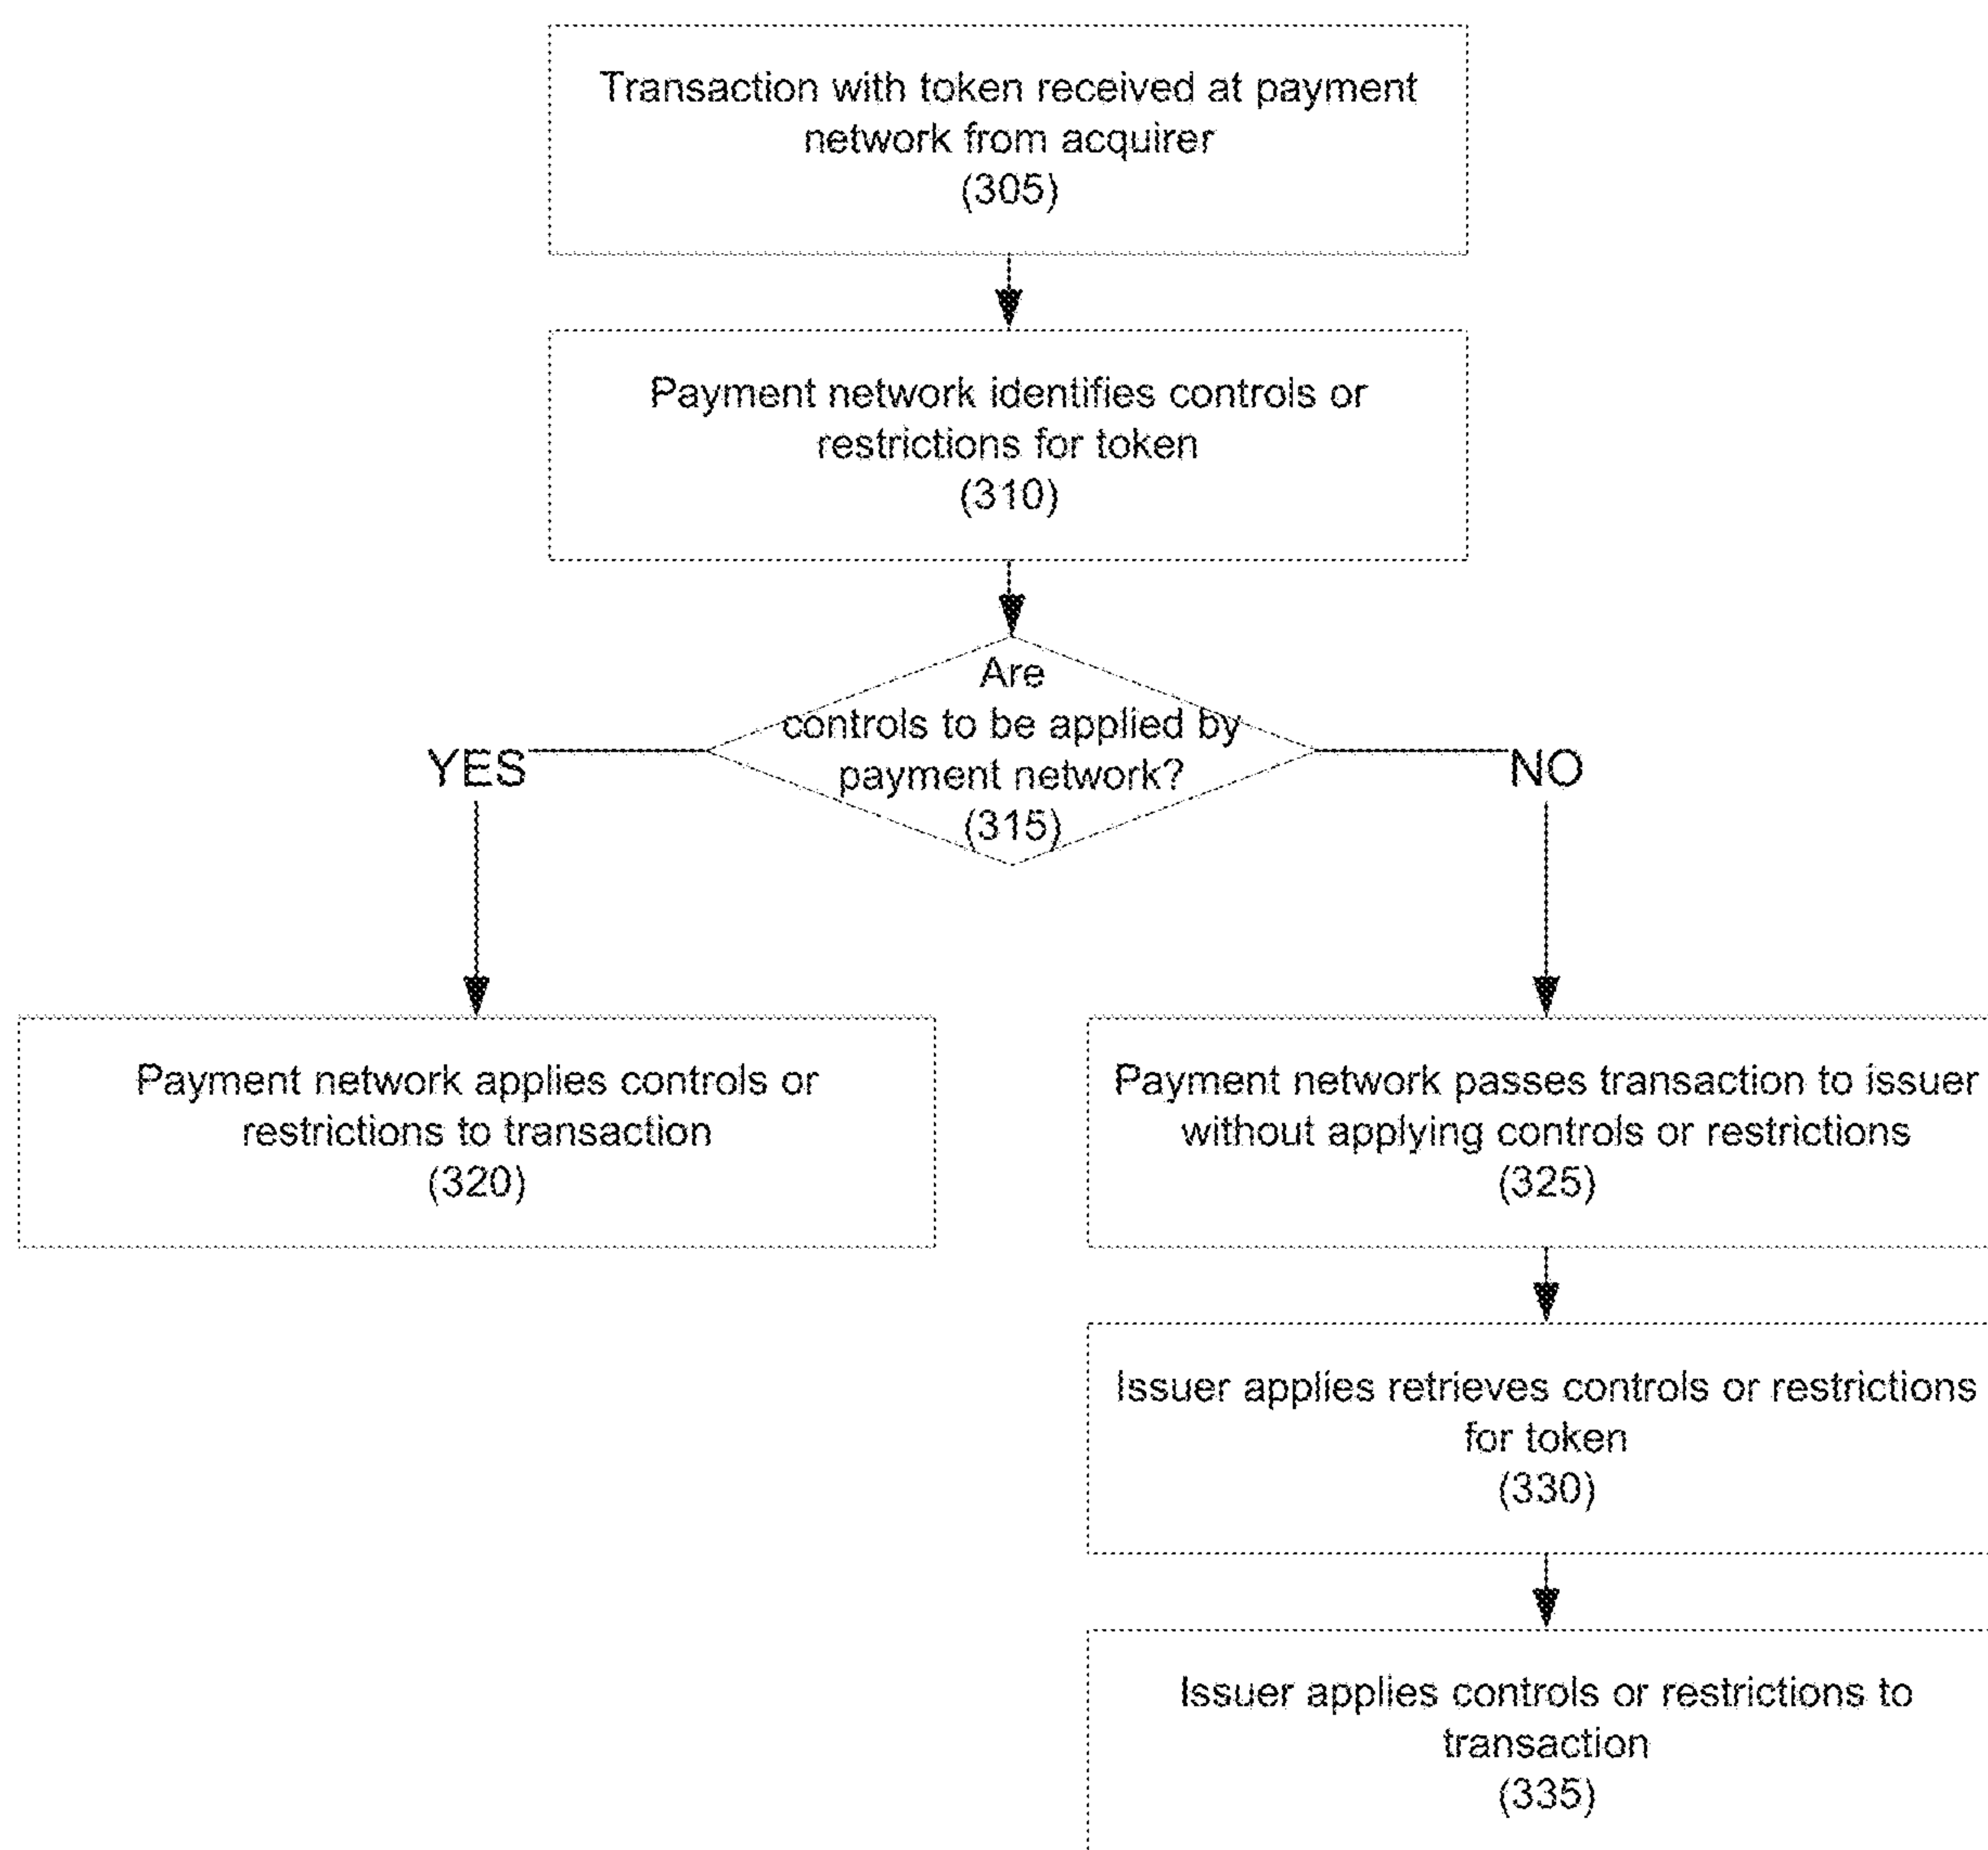 Transaction with token received at payment
network from acquirer
(305)
Payment network identifies controls or
restrictions for token
(310)
Are
controls to be applied by
payment network?
(315)
YES
NO
Payment network applies controls or
restrictions to transaction
(320)
Payment network passes transaction to issuer
without applying controls or restrictions
(325)
Issuer applies retrieves controls or restrictions
for token
(330)
Issuer applies controls or restrictions to
transaction
(335)